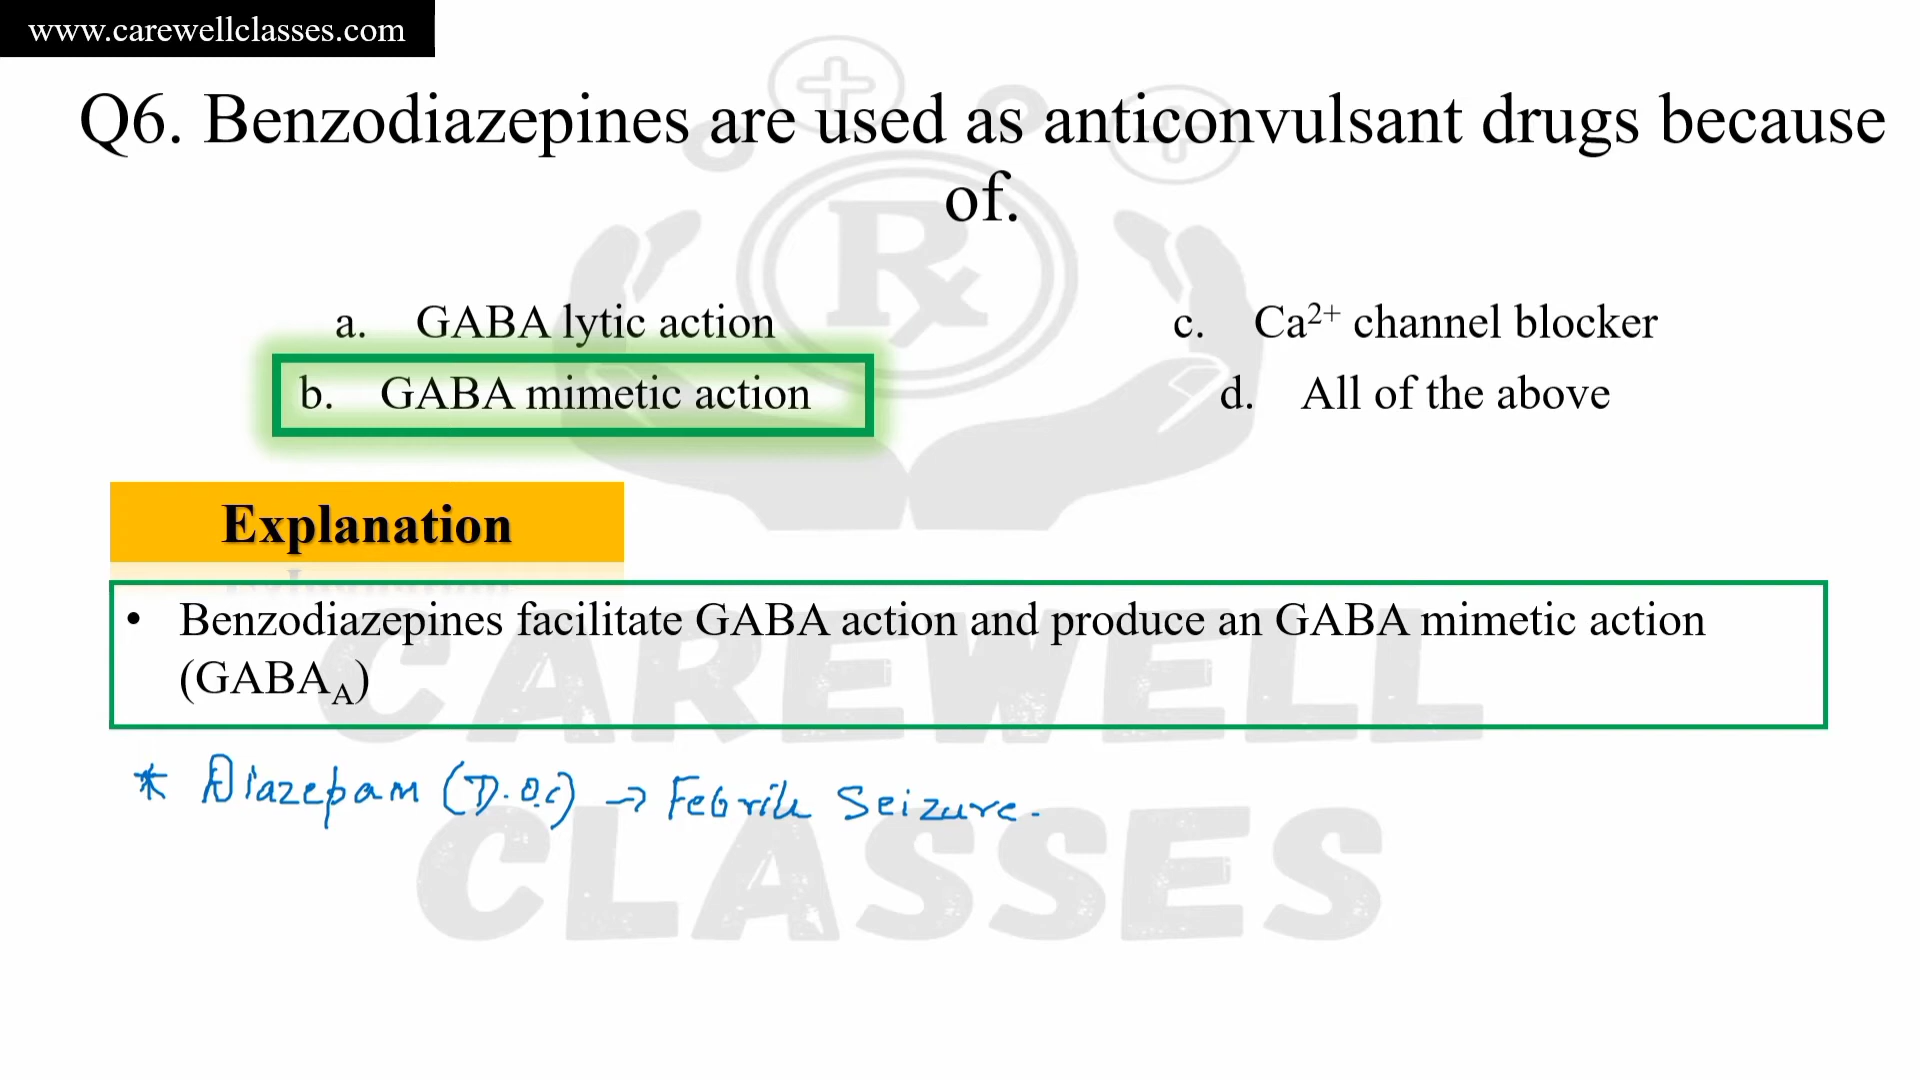 www.carewellclasses.com
Q6. Benzodiazepines are used as anticonvulsant drugs because
of.
a. GABA lytic action
b. GABA mimetic action
c. Ca²⁺ channel blocker
d. All of the above
Explanation
• Benzodiazepines facilitate GABA action and produce an GABA mimetic action
(GABA_A)
* Diazepam (D.O.C) → Febrile Seizure.
Rx
CAREWELL
CLASSES